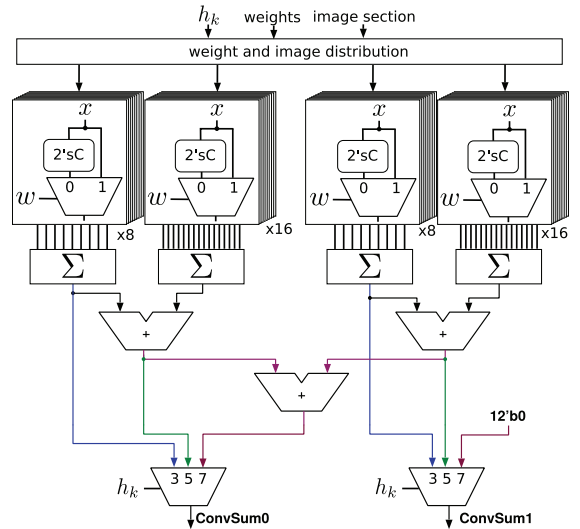 h_k weights image section
weight and image distribution
x x x x
2'sC 2'sC 2'sC 2'sC
0 1 0 1 0 1 0 1
w w w w
x8 x16 x8 x16
Σ Σ Σ Σ
+ +
+
12'b0
3 5 7 3 5 7
h_k h_k
ConvSum0 ConvSum1